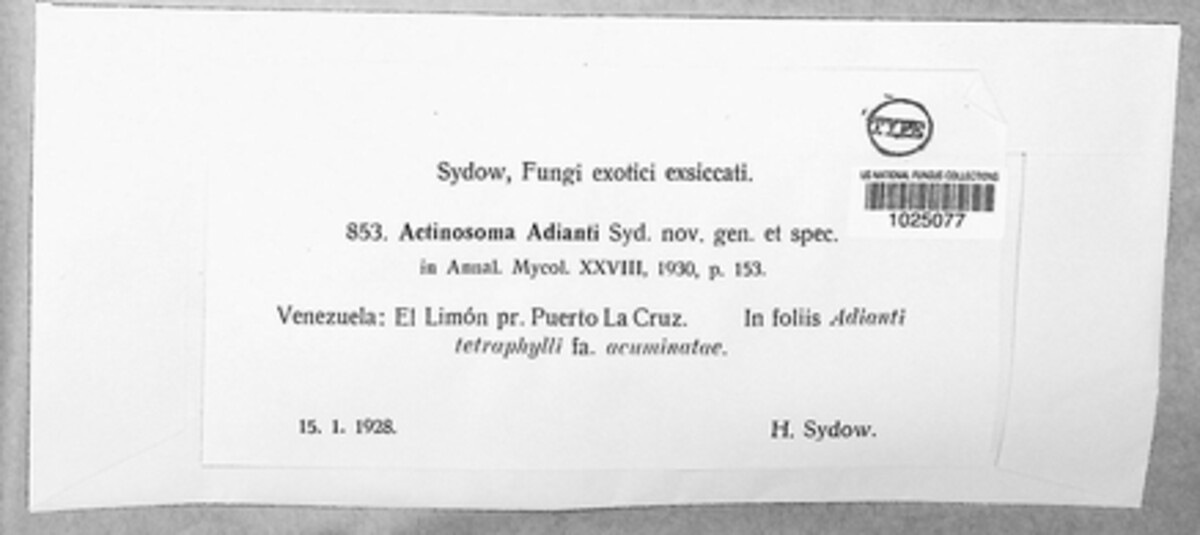 TYPE
Sydow, Fungi exotici exsiccati.
US NATIONAL FUNGUS COLLECTIONS
1025077
853. Actinosoma Adianti Syd. nov. gen. et spec.
in Annal. Mycol. XXVIII, 1930, p. 153.
Venezuela: El Limón pr. Puerto La Cruz. In foliis Adianti
tetraphylli fa. acuminatae.
15. 1. 1928. H. Sydow.